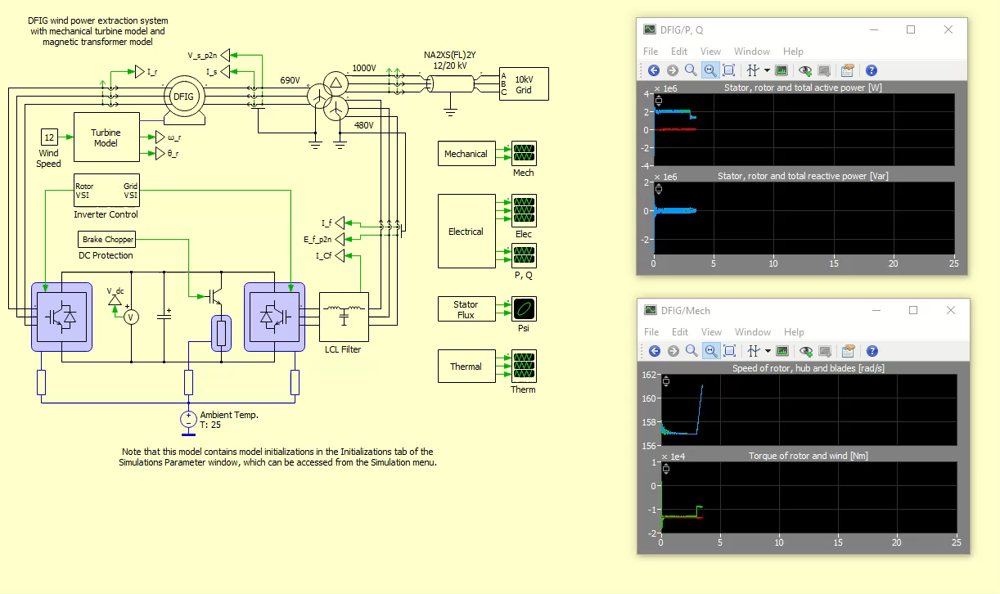 DFIG wind power extraction system
with mechanical turbine model and
magnetic transformer model
V_s_p2n
I_r
I_s
DFIG
690V
1000V
480V
NA2XS(FL)2Y
12/20 kV
A
B
C
10kV
Grid
12
Wind
Speed
Turbine
Model
ω_r
θ_r
Rotor
VSI
Grid
VSI
Inverter Control
Brake Chopper
DC Protection
I_f
E_f_p2n
I_Cf
V_dc
V
LCL Filter
Ambient Temp.
T: 25
Mechanical
Mech
Electrical
Elec
P, Q
Stator
Flux
Psi
Thermal
Therm
Note that this model contains model initializations in the Initializations tab of the
Simulations Parameter window, which can be accessed from the Simulation menu.
DFIG/P, Q
File Edit View Window Help
× 1e6
Stator, rotor and total active power [W]
4
2
0
-2
-4
× 1e6
Stator, rotor and total reactive power [Var]
2
0
-2
0 5 10 15 20 25
DFIG/Mech
File Edit View Window Help
Speed of rotor, hub and blades [rad/s]
162
160
158
156
× 1e4
Torque of rotor and wind [Nm]
1
0
-1
-2
0 5 10 15 20 25